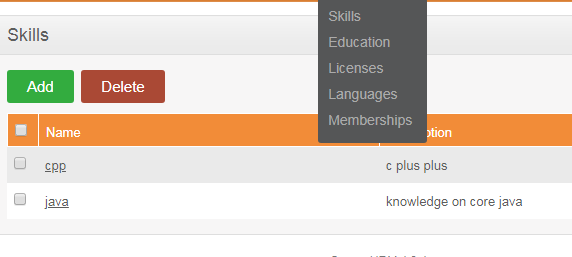 Skills
Education
Licenses
Languages
Memberships
Skills
Add Delete
Name
cpp c plus plus
java knowledge on core java